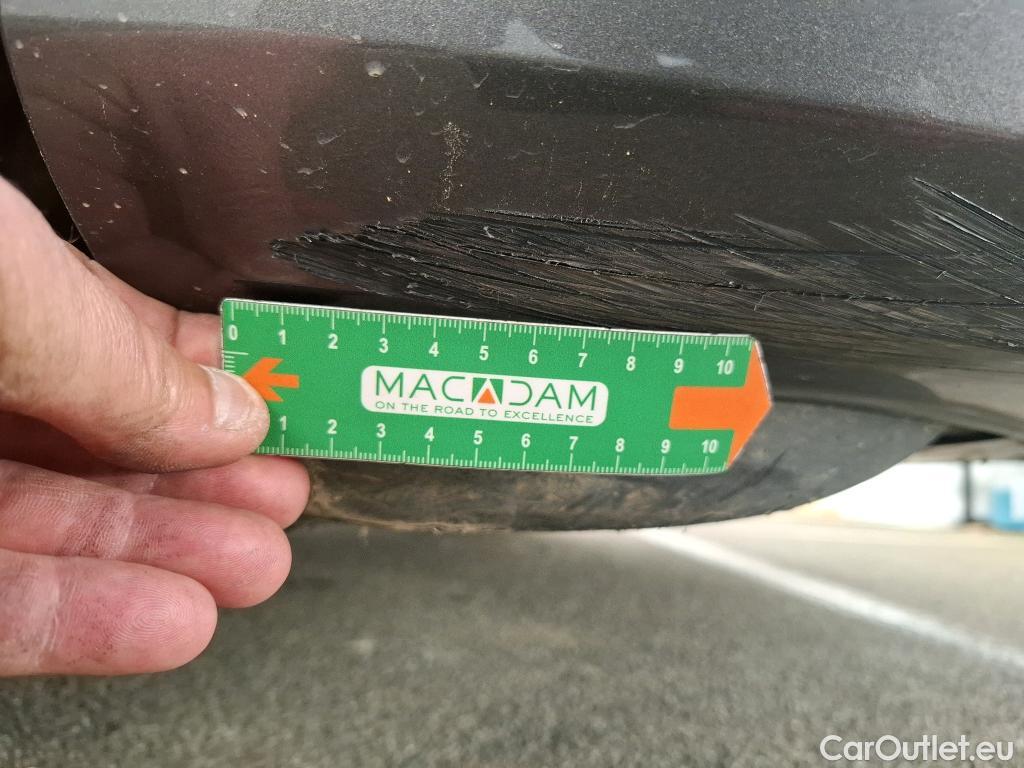 0 1 2 3 4 5 6 7 8 9 10
MACADAM
ON THE ROAD TO EXCELLENCE
1 2 3 4 5 6 7 8 9 10
CarOutlet.eu